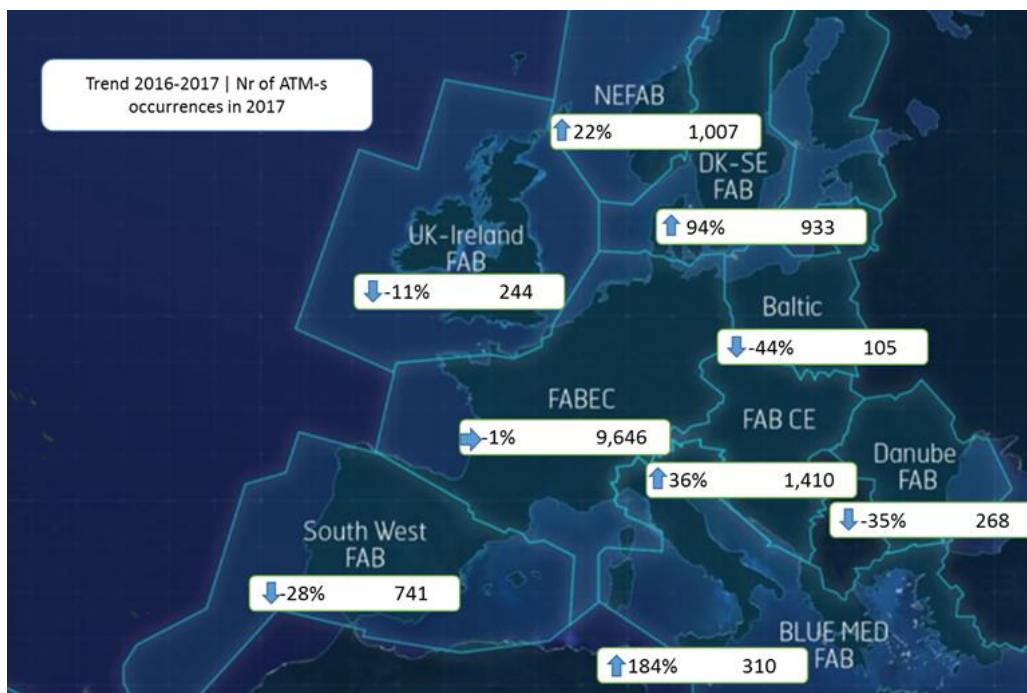 Trend 2016-2017 | Nr of ATM-s
occurrences in 2017
NEFAB
22% 1,007
DK-SE
FAB
94% 933
UK-Ireland
FAB
-11% 244
Baltic
-44% 105
FABEC
-1% 9,646
FAB CE
36% 1,410
Danube
FAB
-35% 268
South West
FAB
-28% 741
BLUE MED
FAB
184% 310